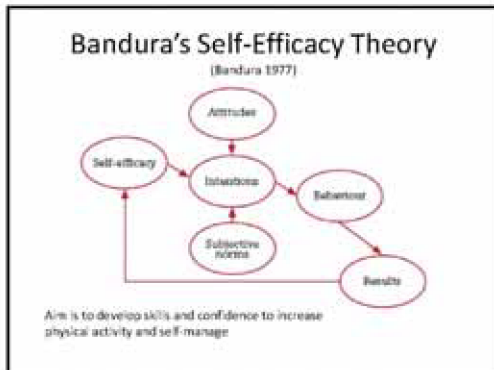 Bandura's Self-Efficacy Theory
(Bandura 1977)
Attitudes
Self-efficacy
Intentions
Behaviour
Subjective
norms
Results
Aim is to develop skills and confidence to increase
physical activity and self-manage